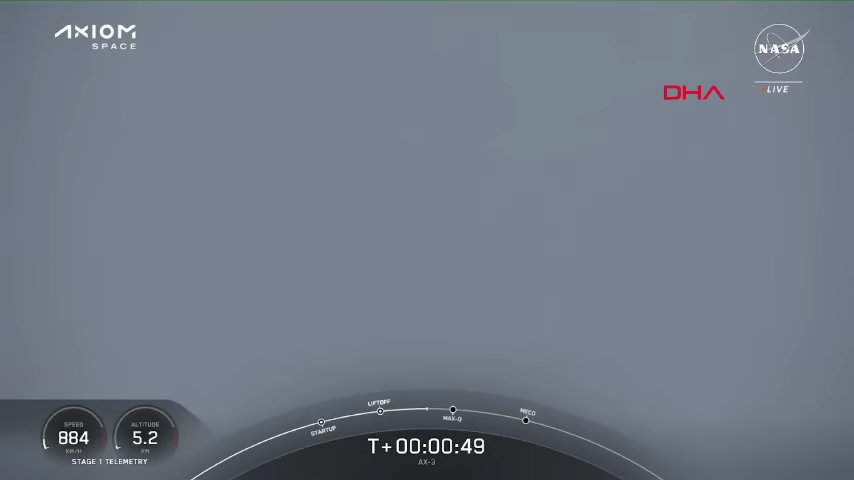 AXIOM
SPACE
NASA
LIVE
DHA
LIFTOFF
STARTUP
MAX-Q
MECO
SPEED
884
KM/H
ALTITUDE
5.2
KM
STAGE 1 TELEMETRY
T+00:00:49
AX-3